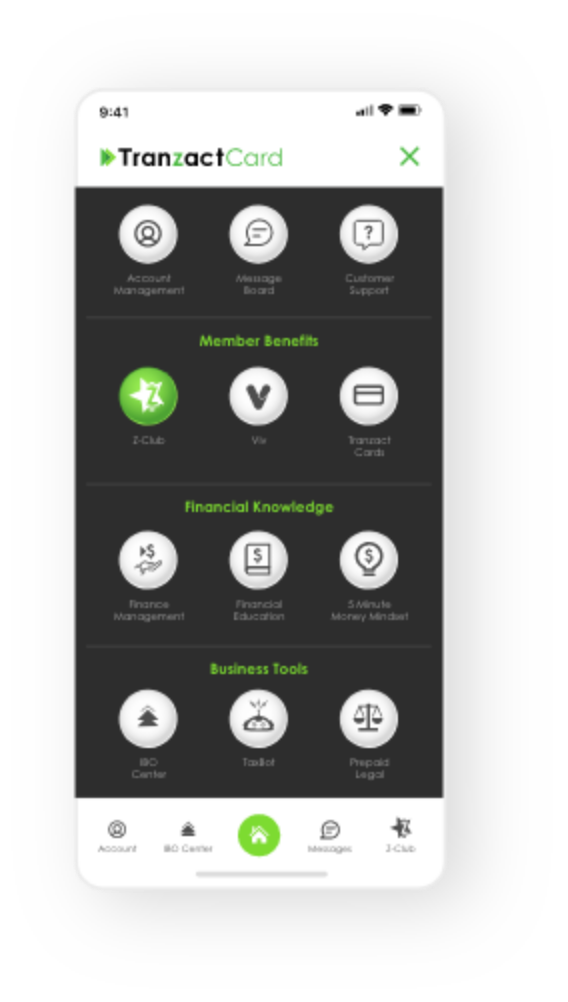 9:41
TranzactCard
Account Message Customer
Management Board Support
?
Member Benefits
Z
V
Z-Club Viv Tranzact
Cards
Financial Knowledge
$ $ $
Finance Financial 5 Minute
Management Education Money Mindset
Business Tools
IBO TaxBot Prepaid
Center Legal
Account IBO Center Messages Z-Club